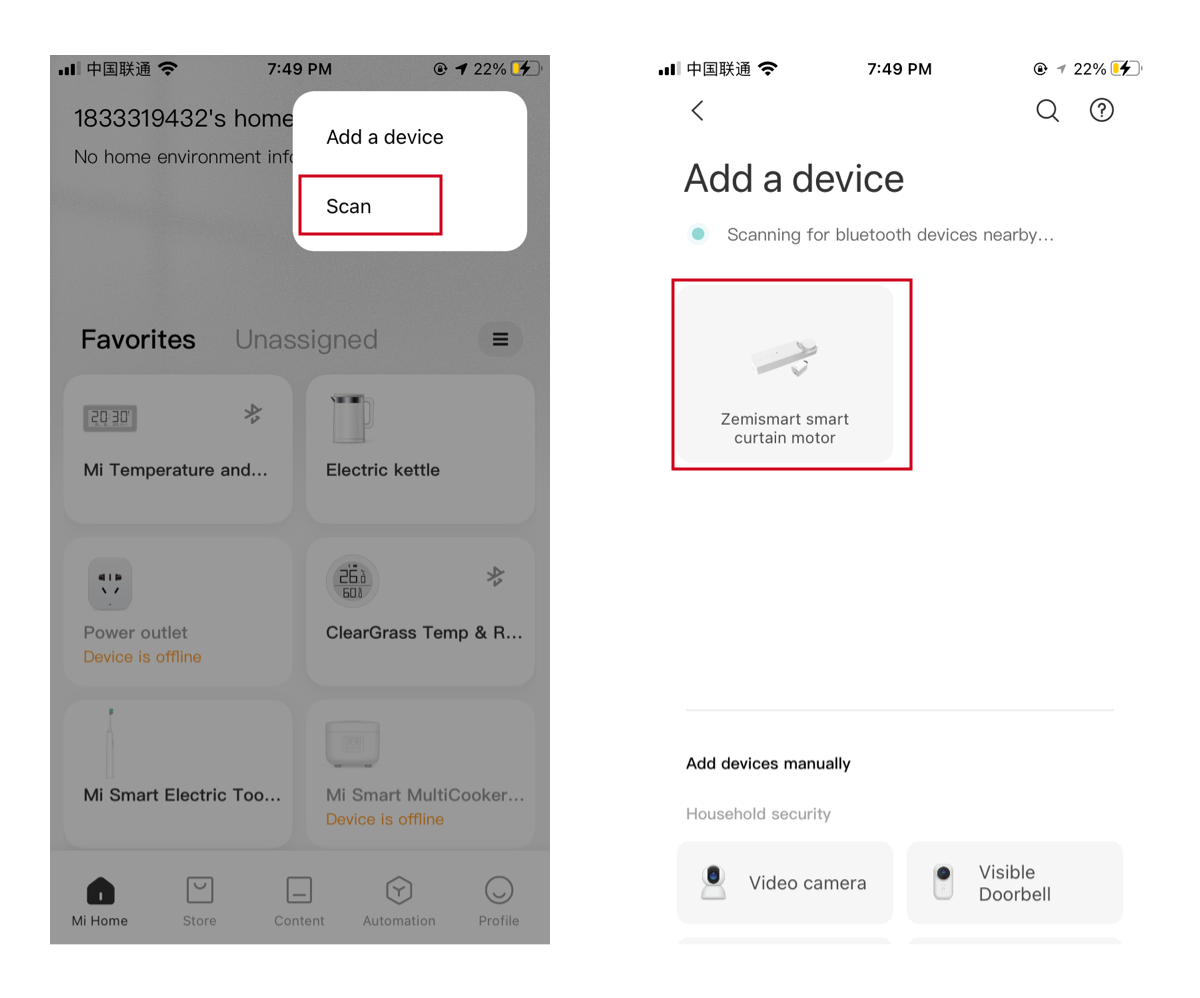 中国联通
7:49 PM
22%
1833319432's home
No home environment info
Add a device
Scan
Favorites
Unassigned
20:30
Mi Temperature and...
Electric kettle
Power outlet
Device is offline
ClearGrass Temp & R...
Mi Smart Electric Too...
Mi Smart MultiCooker...
Device is offline
Mi Home
Store
Content
Automation
Profile
中国联通
7:49 PM
22%
Add a device
Scanning for bluetooth devices nearby...
Zemismart smart
curtain motor
Add devices manually
Household security
Video camera
Visible
Doorbell